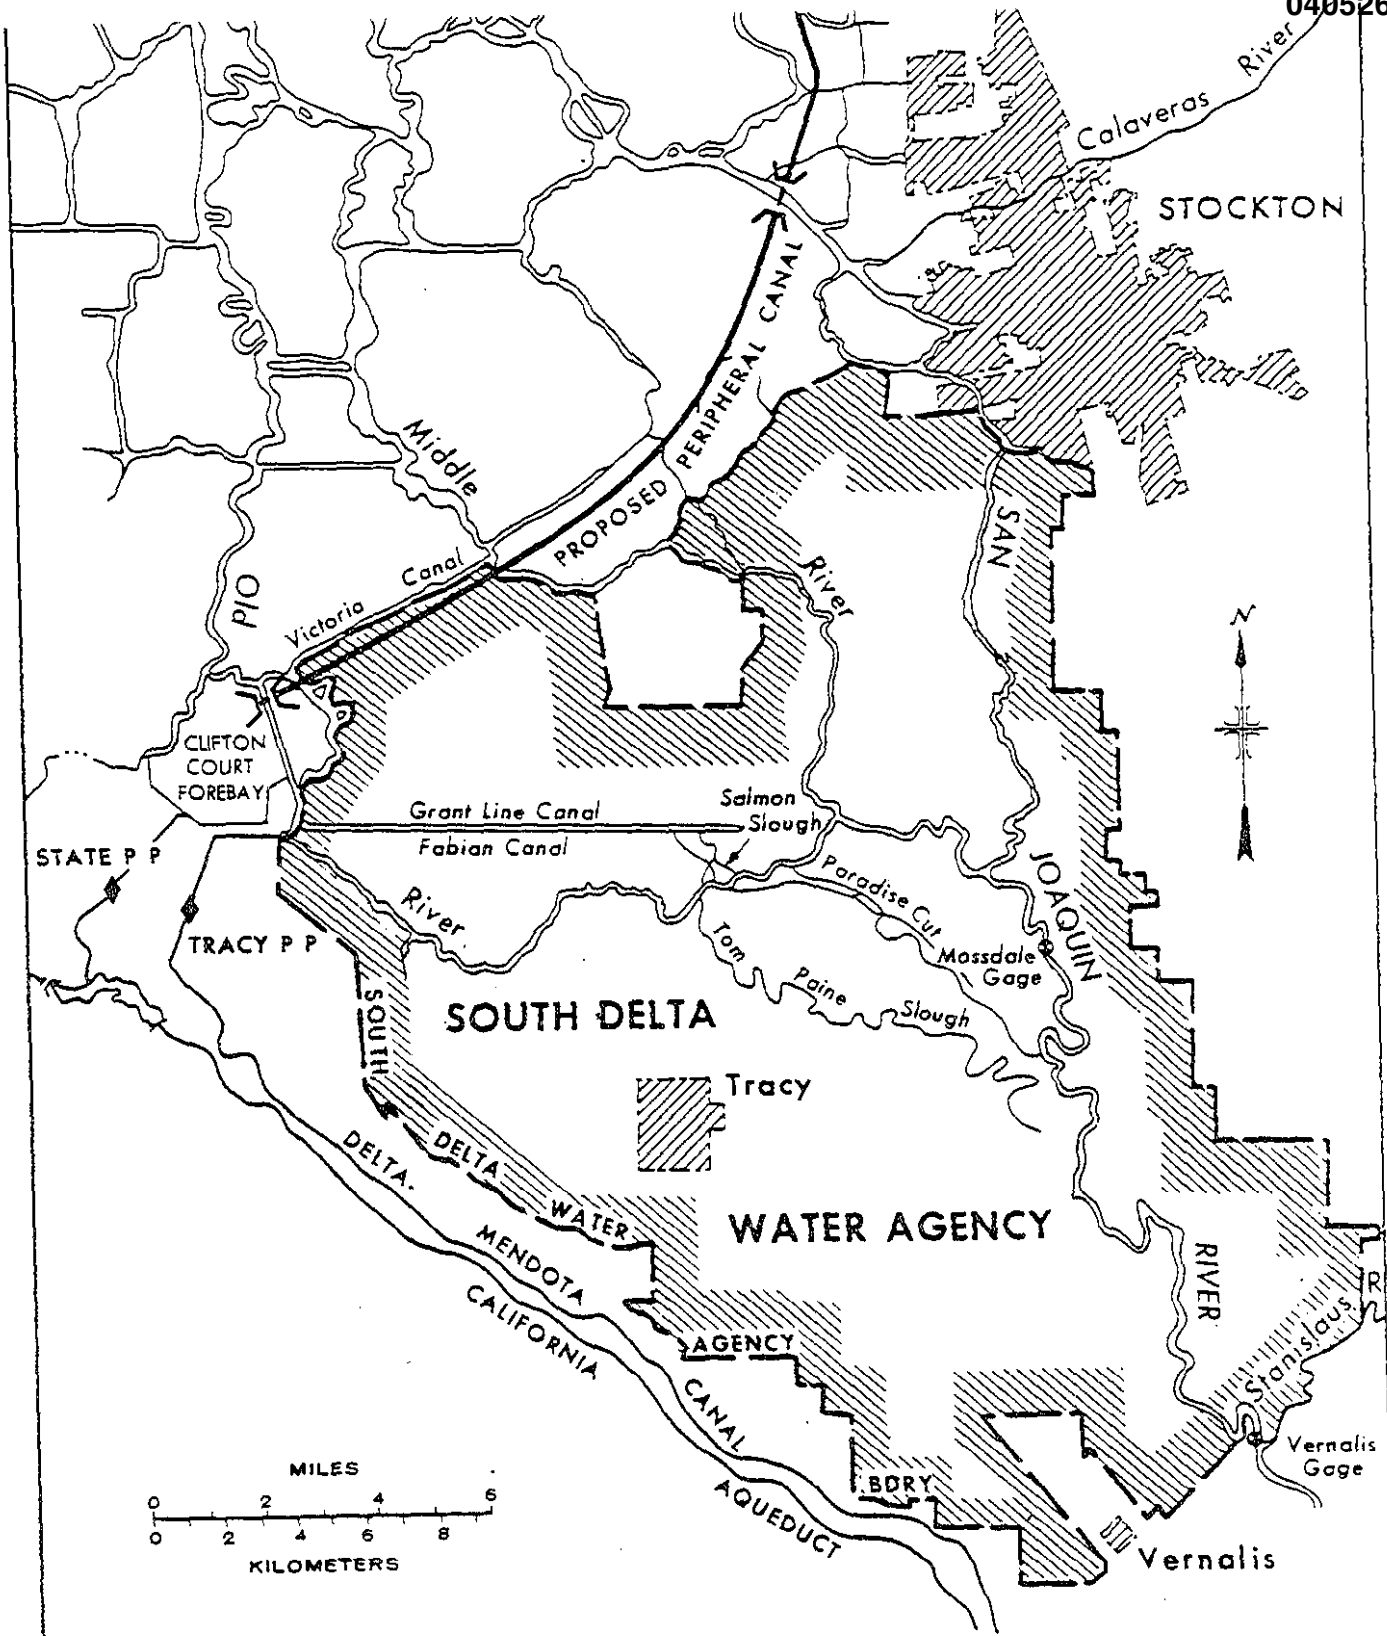 040526
River
Calaveras
STOCKTON
PROPOSED PERIPHERAL CANAL
Middle
River
SAN
JOAQUIN
RIVER
Victoria Canal
OLD
River
N
CLIFTON
COURT
FOREBAY
Grant Line Canal
Fabian Canal
Salmon
Slough
STATE P P
TRACY P P
Paradise Cut
Mossdale
Gage
Tom Paine Slough
SOUTH DELTA
WATER AGENCY
Tracy
SOUTH
DELTA
WATER
AGENCY
BDRY
DELTA-
MENDOTA
CANAL
CALIFORNIA
AQUEDUCT
Stanislaus
R
Vernalis
Gage
Vernalis
MILES
0 2 4 6
0 2 4 6 8
KILOMETERS